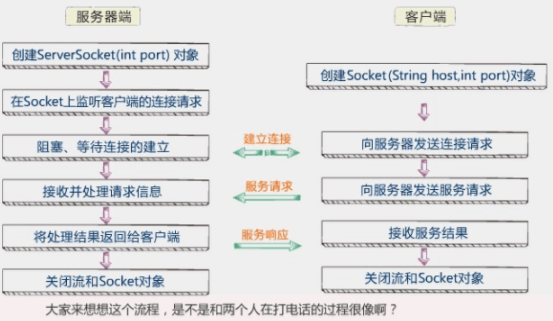 服务器端
客户端
创建ServerSocket(int port) 对象
创建Socket(String host,int port)对象
在Socket上监听客户端的连接请求
建立连接
阻塞、等待连接的建立
向服务器发送连接请求
服务请求
接收并处理请求信息
向服务器发送服务请求
服务响应
将处理结果返回给客户端
接收服务结果
关闭流和Socket对象
关闭流和Socket对象
大家来想想这个流程，是不是和两个人在打电话的过程很像啊？